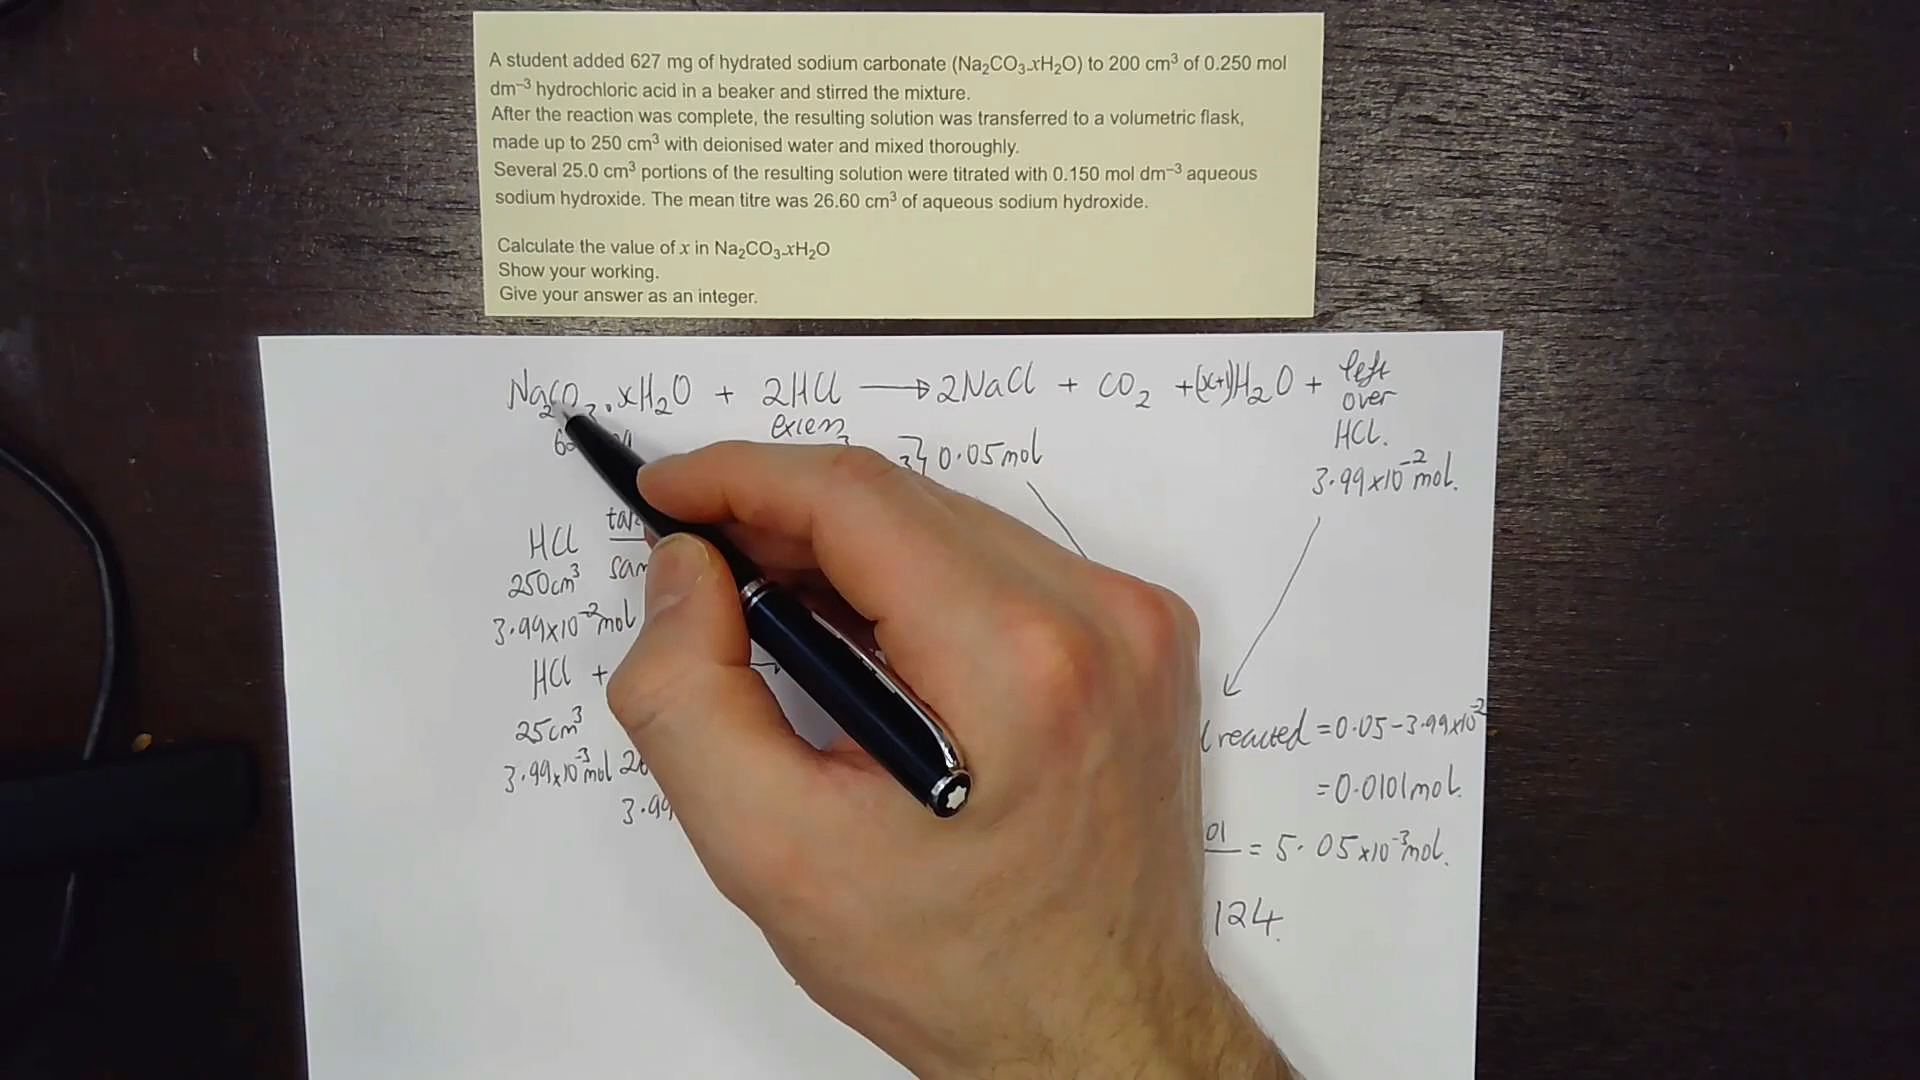 A student added 627 mg of hydrated sodium carbonate (Na₂CO₃.xH₂O) to 200 cm³ of 0.250 mol
dm⁻³ hydrochloric acid in a beaker and stirred the mixture.
After the reaction was complete, the resulting solution was transferred to a volumetric flask,
made up to 250 cm³ with deionised water and mixed thoroughly.
Several 25.0 cm³ portions of the resulting solution were titrated with 0.150 mol dm⁻³ aqueous
sodium hydroxide. The mean titre was 26.60 cm³ of aqueous sodium hydroxide.
Calculate the value of x in Na₂CO₃.xH₂O
Show your working.
Give your answer as an integer.
Na₂CO₃.xH₂O + 2HCl → 2NaCl + CO₂ + (x+1)H₂O + left
over
HCl.
excess
0.05mol
3.99x10⁻²mol.
HCl
250cm³
3.99x10⁻²mol
HCl +
25cm³
3.99x10⁻³mol
3.99
reacted = 0.05 - 3.99x10⁻²
= 0.0101mol.
01 = 5.05x10⁻³mol.
124.